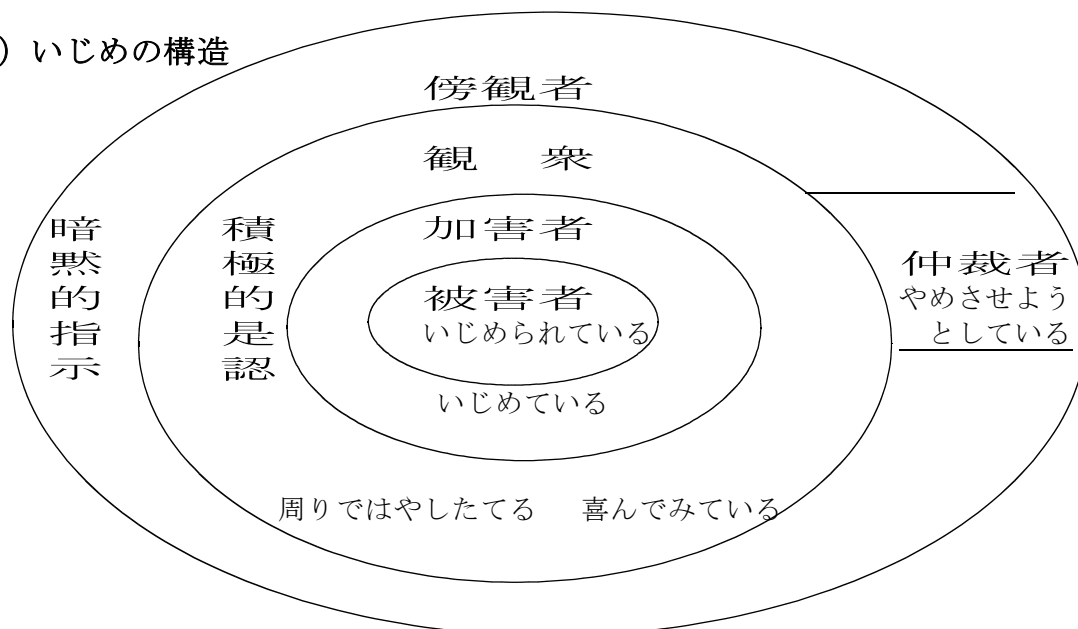 ) いじめの構造
傍観者
観 衆
加害者
被害者
いじめられている
いじめている
周りではやしたてる 喜んでみている
暗黙的指示
積極的是認
仲裁者
やめさせよう
としている